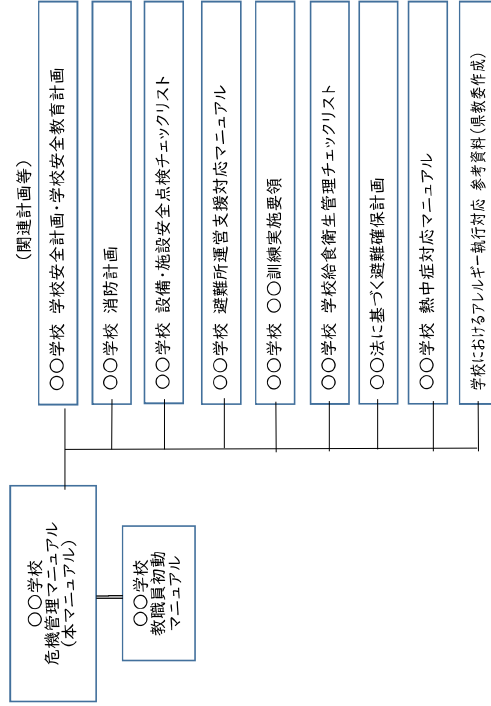 ○○学校
危機管理マニュアル
(本マニュアル)
○○学校
教職員初動
マニュアル
(関連計画等)
○○学校 学校安全計画・学校安全教育計画
○○学校 消防計画
○○学校 設備・施設安全点検チェックリスト
○○学校 避難所運営支援対応マニュアル
○○学校 ○○訓練実施要領
○○学校 学校給食衛生管理チェックリスト
○○法に基づく避難確保計画
○○学校 熱中症対応マニュアル
学校におけるアレルギー執行対応 参考資料(県教委作成)